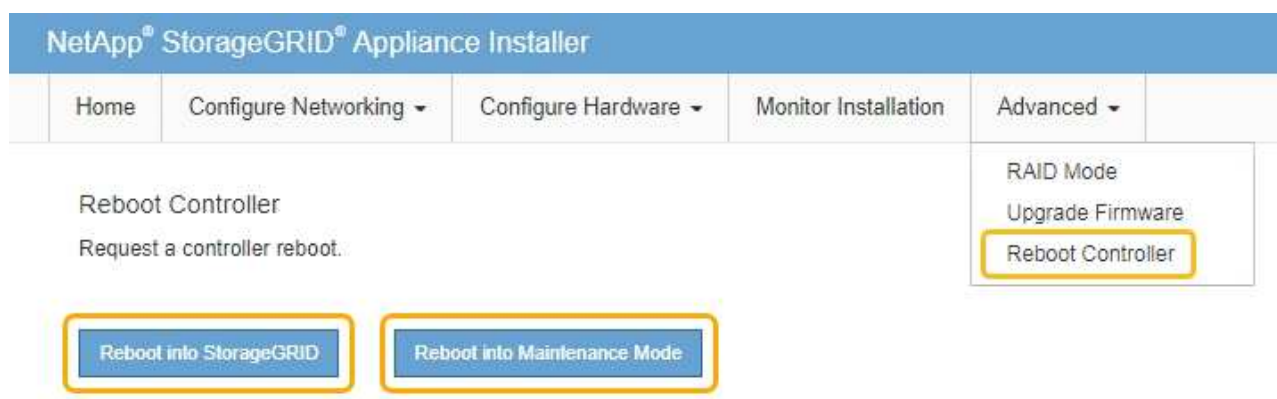 NetApp® StorageGRID® Appliance Installer
Home Configure Networking Configure Hardware Monitor Installation Advanced
RAID Mode
Upgrade Firmware
Reboot Controller
Reboot Controller
Request a controller reboot.
Reboot into StorageGRID Reboot into Maintenance Mode